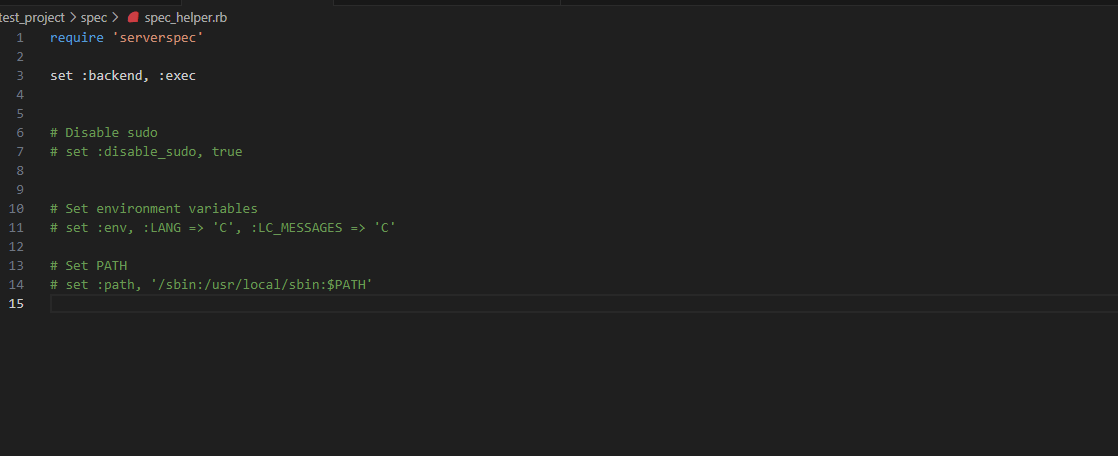 test_project > spec > spec_helper.rb
1 require 'serverspec'
2
3 set :backend, :exec
4
5
6 # Disable sudo
7 # set :disable_sudo, true
8
9
10 # Set environment variables
11 # set :env, :LANG => 'C', :LC_MESSAGES => 'C'
12
13 # Set PATH
14 # set :path, '/sbin:/usr/local/sbin:$PATH'
15